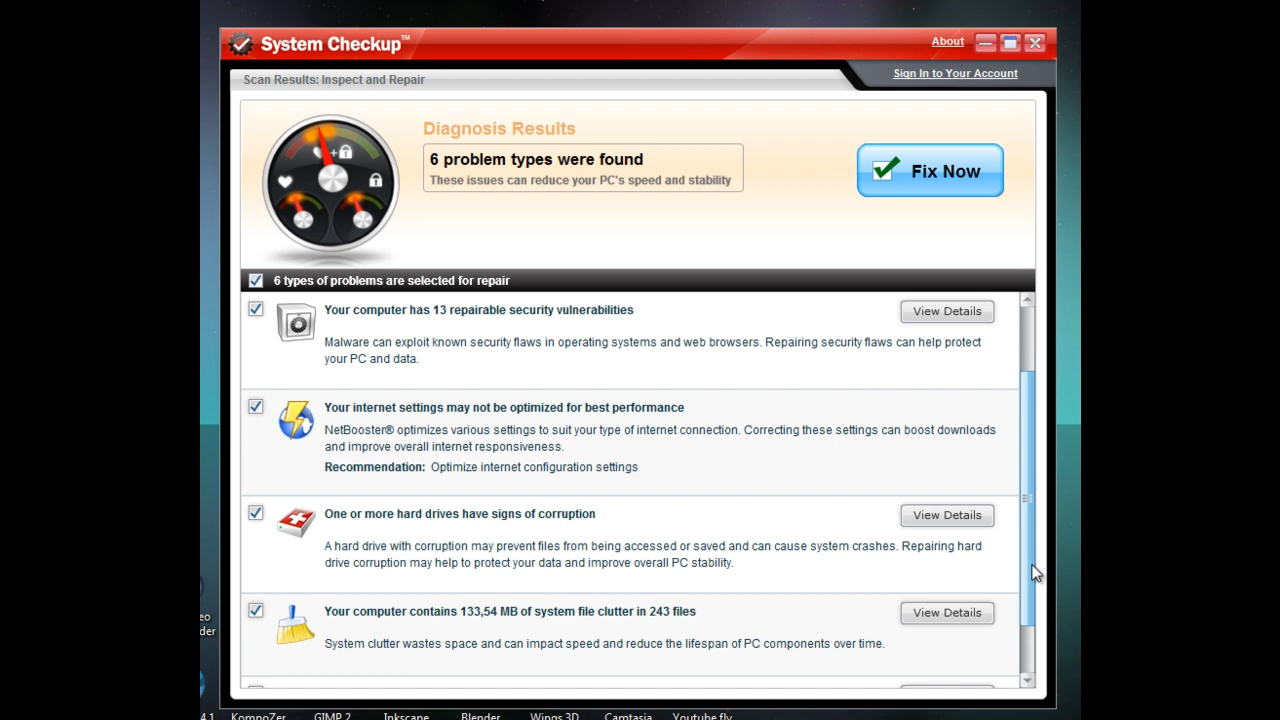 System Checkup™
About
Sign In to Your Account
Scan Results: Inspect and Repair
Diagnosis Results
6 problem types were found
These issues can reduce your PC's speed and stability
Fix Now
6 types of problems are selected for repair
Your computer has 13 repairable security vulnerabilities
View Details
Malware can exploit known security flaws in operating systems and web browsers. Repairing security flaws can help protect
your PC and data.
Your internet settings may not be optimized for best performance
NetBooster® optimizes various settings to suit your type of internet connection. Correcting these settings can boost downloads
and improve overall internet responsiveness.
Recommendation: Optimize internet configuration settings
One or more hard drives have signs of corruption
View Details
A hard drive with corruption may prevent files from being accessed or saved and can cause system crashes. Repairing hard
drive corruption may help to protect your data and improve overall PC stability.
Your computer contains 133,54 MB of system file clutter in 243 files
View Details
System clutter wastes space and can impact speed and reduce the lifespan of PC components over time.
eo
der
4.1 KompoZer GIMP 2 Inkscape Blender Wings 3D Camtasia Youtube.flv